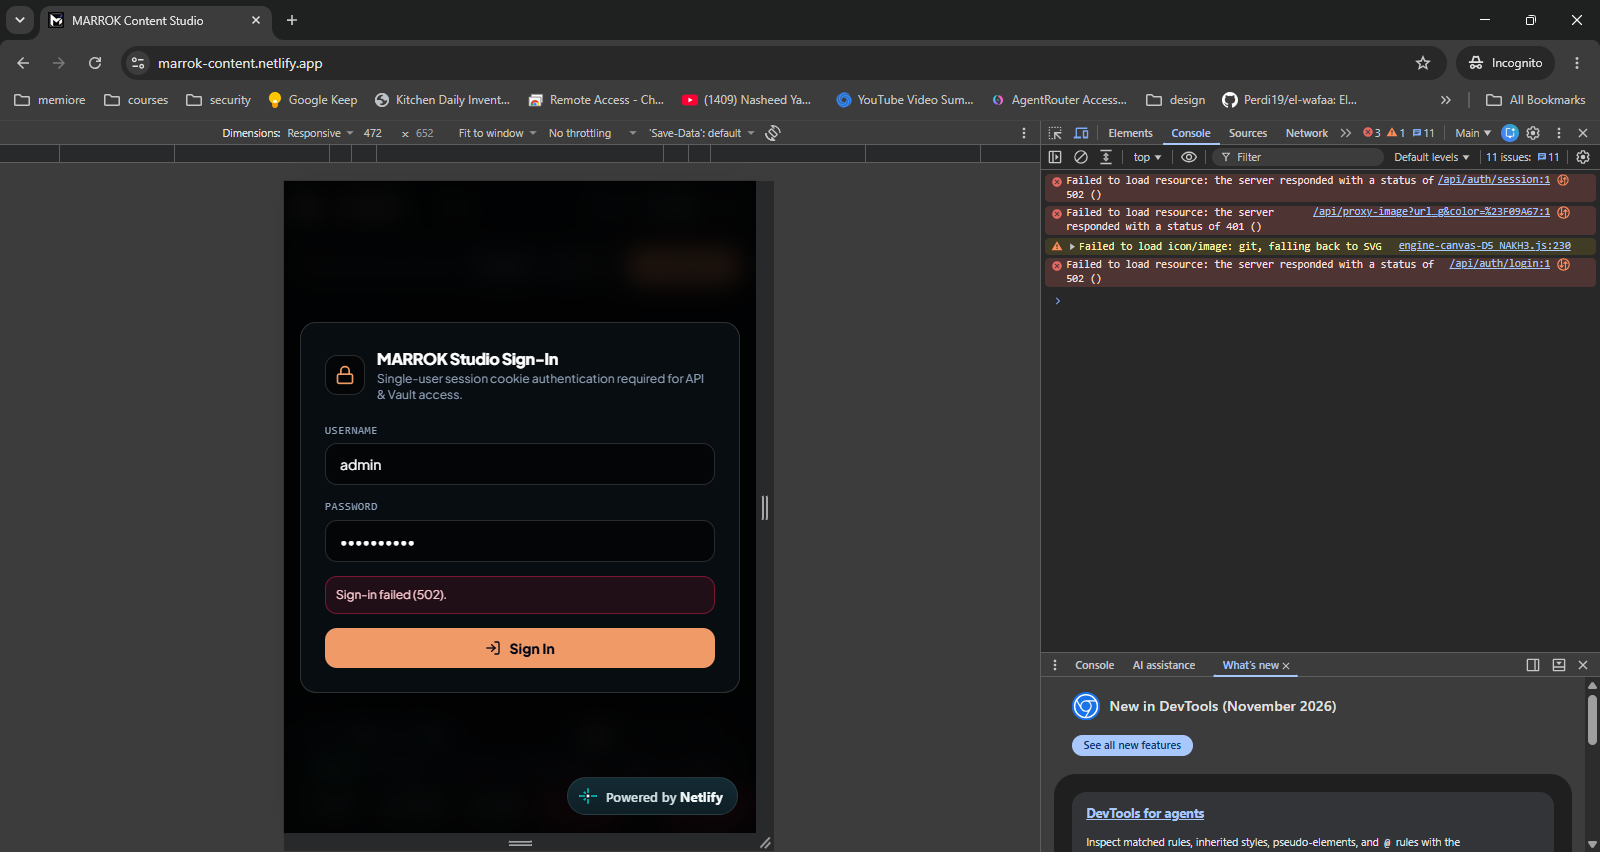 MARROK Content Studio
marrok-content.netlify.app
Incognito
memiore
courses
security
Google Keep
Kitchen Daily Invent...
Remote Access - Ch...
(1409) Nasheed Ya...
YouTube Video Sum...
AgentRouter Access...
design
Perdi19/el-wafaa: El...
»
All Bookmarks
Dimensions: Responsive
472 × 652
Fit to window
No throttling
'Save-Data': default
Elements
Console
Sources
Network
»
3
1
11
Main
top
Filter
Default levels
11 issues: 11
Failed to load resource: the server responded with a status of /api/auth/session:1
502 ()
Failed to load resource: the server /api/proxy-image?url…g&color=%23F09A67:1
responded with a status of 401 ()
Failed to load icon/image: git, falling back to SVG engine-canvas-D5_NAKH3.js:230
Failed to load resource: the server responded with a status of /api/auth/login:1
502 ()
MARROK Studio Sign-In
Single-user session cookie authentication required for API
& Vault access.
USERNAME
admin
PASSWORD
••••••••••
Sign-in failed (502).
Sign In
Powered by Netlify
Console
AI assistance
What's new
New in DevTools (November 2026)
See all new features
DevTools for agents
Inspect matched rules, inherited styles, pseudo-elements, and @ rules with the